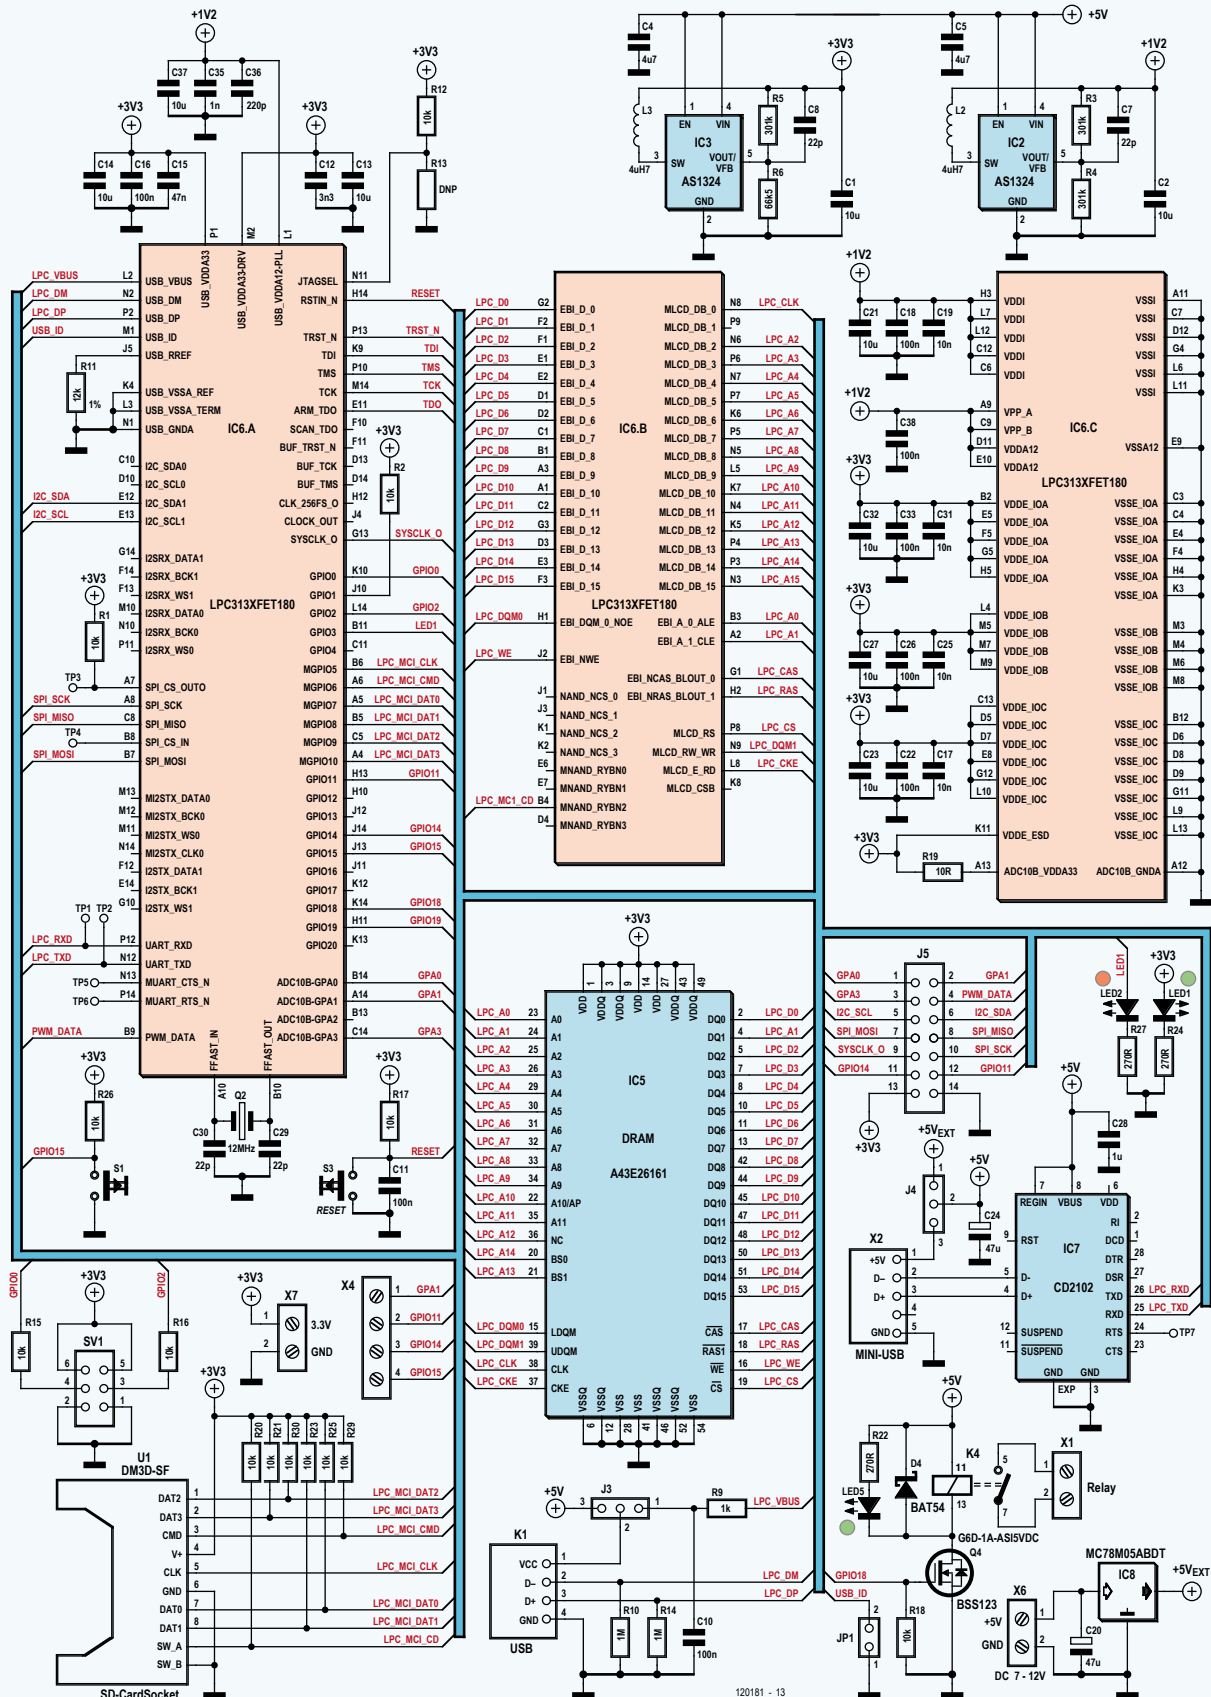 +1V2
C37
10u
C35
1n
C36
220p
+3V3
C14
10u
C16
100n
C15
47n
+3V3
C12
3n3
C13
10u
+3V3
R12
10k
R13
DNP
C4
4u7
+5V
C5
4u7
+3V3
L3
4uH7
1
4
EN
VIN
IC3
3
SW
VOUT/
VFB
5
AS1324
GND
2
R5
301k
R6
66k5
C8
22p
C1
10u
+1V2
L2
4uH7
1
4
EN
VIN
IC2
3
SW
VOUT/
VFB
5
AS1324
GND
2
R3
301k
R4
301k
C7
22p
C2
10u
P1
M2
L1
USB_VDDA33
USB_VDDA33-DRV
USB_VDDA12-PLL
IC6.A
LPC313XFET180
LPC_VBUS L2 USB_VBUS
LPC_DM N2 USB_DM
LPC_DP P2 USB_DP
USB_ID M1 USB_ID
J5 USB_RREF
R11
12k
1%
K4 USB_VSSA_REF
L3 USB_VSSA_TERM
N1 USB_GNDA
C10 I2C_SDA0
D10 I2C_SCL0
I2C_SDA E12 I2C_SDA1
I2C_SCL E13 I2C_SCL1
G14 I2SRX_DATA1
F14 I2SRX_BCK1
F13 I2SRX_WS1
M10 I2SRX_DATA0
N10 I2SRX_BCK0
P11 I2SRX_WS0
+3V3
R1
10k
TP3
A7 SPI_CS_OUTO
SPI_SCK A8 SPI_SCK
SPI_MISO C8 SPI_MISO
TP4
B8 SPI_CS_IN
SPI_MOSI B7 SPI_MOSI
M13 MI2STX_DATA0
M12 MI2STX_BCK0
M11 MI2STX_WS0
N14 MI2STX_CLK0
F12 I2STX_DATA1
E14 I2STX_BCK1
G10 I2STX_WS1
TP1
TP2
LPC_RXD P12 UART_RXD
LPC_TXD N12 UART_TXD
TP5 N13 MUART_CTS_N
TP6 P14 MUART_RTS_N
PWM_DATA B9 PWM_DATA
JTAGSEL N11
RSTIN_N H14 RESET
TRST_N P13 TRST_N
TDI K9 TDI
TMS P10 TMS
TCK M14 TCK
ARM_TDO E11 TDO
SCAN_TDO F10
BUF_TRST_N F11
BUF_TCK D13
BUF_TMS D14
CLK_256FS_O H12
CLOCK_OUT J4
SYSCLK_O G13 SYSCLK_O
+3V3
R2
10k
GPIO0 K10 GPIO0
GPIO1 J10
GPIO2 L14 GPIO2
GPIO3 B11 LED1
GPIO4 C11
MGPIO5 B6 LPC_MCI_CLK
MGPIO6 A6 LPC_MCI_CMD
MGPIO7 A5 LPC_MCI_DAT0
MGPIO8 B5 LPC_MCI_DAT1
MGPIO9 C5 LPC_MCI_DAT2
MGPIO10 A4 LPC_MCI_DAT3
GPIO11 H13 GPIO11
GPIO12 H10
GPIO13 J12
GPIO14 J14 GPIO14
GPIO15 J13 GPIO15
GPIO16 J11
GPIO17 K12
GPIO18 K14 GPIO18
GPIO19 H11 GPIO19
GPIO20 K13
ADC10B-GPA0 B14 GPA0
ADC10B-GPA1 A14 GPA1
ADC10B-GPA2 B13
ADC10B-GPA3 C14 GPA3
FFAST_IN
FFAST_OUT
A10
B10
Q2
12MHz
C30
22p
C29
22p
+3V3
R26
10k
GPIO15
S1
+3V3
R17
10k
RESET
S3
RESET
C11
100n
IC6.B
LPC313XFET180
LPC_D0 G2 EBI_D_0
LPC_D1 F2 EBI_D_1
LPC_D2 F1 EBI_D_2
LPC_D3 E1 EBI_D_3
LPC_D4 E2 EBI_D_4
LPC_D5 D1 EBI_D_5
LPC_D6 D2 EBI_D_6
LPC_D7 C1 EBI_D_7
LPC_D8 B1 EBI_D_8
LPC_D9 A3 EBI_D_9
LPC_D10 A1 EBI_D_10
LPC_D11 C2 EBI_D_11
LPC_D12 G3 EBI_D_12
LPC_D13 D3 EBI_D_13
LPC_D14 E3 EBI_D_14
LPC_D15 F3 EBI_D_15
LPC_DQM0 H1 EBI_DQM_0_NOE
LPC_WE J2 EBI_NWE
J1 NAND_NCS_0
J3 NAND_NCS_1
K1 NAND_NCS_2
K2 NAND_NCS_3
E6 MNAND_RYBN0
E7 MNAND_RYBN1
LPC_MC1_CD B4 MNAND_RYBN2
D4 MNAND_RYBN3
MLCD_DB_0 N8 LPC_CLK
MLCD_DB_1 P9
MLCD_DB_2 N6 LPC_A2
MLCD_DB_3 P6 LPC_A3
MLCD_DB_4 N7 LPC_A4
MLCD_DB_5 P7 LPC_A5
MLCD_DB_6 K6 LPC_A6
MLCD_DB_7 P5 LPC_A7
MLCD_DB_8 N5 LPC_A8
MLCD_DB_9 L5 LPC_A9
MLCD_DB_10 K7 LPC_A10
MLCD_DB_11 N4 LPC_A11
MLCD_DB_12 K5 LPC_A12
MLCD_DB_13 P4 LPC_A13
MLCD_DB_14 P3 LPC_A14
MLCD_DB_15 N3 LPC_A15
EBI_A_0_ALE B3 LPC_A0
EBI_A_1_CLE A2 LPC_A1
EBI_NCAS_BLOUT_0 G1 LPC_CAS
EBI_NRAS_BLOUT_1 H2 LPC_RAS
MLCD_RS P8 LPC_CS
MLCD_RW_WR N9 LPC_DQM1
MLCD_E_RD L8 LPC_CKE
MLCD_CSB K8
IC6.C
LPC313XFET180
+1V2
C21
10u
C18
100n
C19
10n
H3 VDDI
L7 VDDI
L12 VDDI
C12 VDDI
C6 VDDI
+1V2
C38
100n
A9 VPP_A
C9 VPP_B
D11 VDDA12
E10 VDDA12
+3V3
C32
10u
C33
100n
C31
10n
B2 VDDE_IOA
E5 VDDE_IOA
F5 VDDE_IOA
G5 VDDE_IOA
H5 VDDE_IOA
+3V3
C27
10u
C26
100n
C25
10n
L4 VDDE_IOB
M5 VDDE_IOB
M7 VDDE_IOB
M9 VDDE_IOB
+3V3
C23
10u
C22
100n
C17
10n
C13 VDDE_IOC
D5 VDDE_IOC
D7 VDDE_IOC
E8 VDDE_IOC
G12 VDDE_IOC
L10 VDDE_IOC
+3V3
K11 VDDE_ESD
R19
10R
A13 ADC10B_VDDA33
VSSI A11
VSSI C7
VSSI D12
VSSI G4
VSSI L6
VSSI L11
VSSA12 E9
VSSE_IOA C3
VSSE_IOA C4
VSSE_IOA E4
VSSE_IOA F4
VSSE_IOA H4
VSSE_IOA K3
VSSE_IOB M3
VSSE_IOB M4
VSSE_IOB M6
VSSE_IOB M8
VSSE_IOC B12
VSSE_IOC D6
VSSE_IOC D8
VSSE_IOC D9
VSSE_IOC G11
VSSE_IOC L9
VSSE_IOC L13
ADC10B_GNDA A12
+3V3
1 3 9 14 27 43 49
VDD VDDQ VDDQ VDD VDD VDDQ VDDQ
IC5
DRAM
A43E26161
LPC_A0 23 A0
LPC_A1 24 A1
LPC_A2 25 A2
LPC_A3 26 A3
LPC_A4 29 A4
LPC_A5 30 A5
LPC_A6 31 A6
LPC_A7 32 A7
LPC_A8 33 A8
LPC_A9 34 A9
LPC_A10 22 A10/AP
LPC_A11 35 A11
LPC_A12 36 NC
LPC_A14 20 BS0
LPC_A13 21 BS1
LPC_DQM0 15 LDQM
LPC_DQM1 39 UDQM
LPC_CLK 38 CLK
LPC_CKE 37 CKE
DQ0 2 LPC_D0
DQ1 4 LPC_A1
DQ2 5 LPC_D2
DQ3 7 LPC_D3
DQ4 8 LPC_D4
DQ5 10 LPC_D5
DQ6 11 LPC_D6
DQ7 13 LPC_D7
DQ8 42 LPC_D8
DQ9 44 LPC_D9
DQ10 45 LPC_D10
DQ11 47 LPC_D11
DQ12 48 LPC_D12
DQ13 50 LPC_D13
DQ14 51 LPC_D14
DQ15 53 LPC_D15
CAS 17 LPC_CAS
RAS1 18 LPC_RAS
WE 16 LPC_WE
CS 19 LPC_CS
VSSQ VSSQ VSS VSS VSSQ VSSQ VSS
6 12 28 41 46 52 54
J5
GPA0 1 2 GPA1
GPA3 3 4 PWM_DATA
I2C_SCL 5 6 I2C_SDA
SPI_MOSI 7 8 SPI_MISO
SYSCLK_O 9 10 SPI_SCK
GPIO14 11 12 GPIO11
13 14
+3V3
LED1
+3V3
LED2
LED1
R27
270R
R24
270R
+5V
C28
1u
+5VEXT
J4
1
2
3
+5V
C24
47u
X2
+5V 1
D– 2
D+ 3
4
GND 5
MINI-USB
7 8 6
REGIN VBUS VDD
IC7
CD2102
9 RST
5 D-
4 D+
12 SUSPEND
11 SUSPEND
RI 2
DCD 1
DTR 28
DSR 27
TXD 26 LPC_RXD
RXD 25 LPC_TXD
RTS 24 TP7
CTS 23
GND GND
EXP 3
GPIO0
GPIO2
R15
10k
+3V3
SV1
6 5
4 3
2 1
R16
10k
+3V3
X7
1 3.3V
2 GND
X4
1 GPA1
2 GPIO11
3 GPIO14
4 GPIO15
+3V3
R20
10k
R21
10k
R30
10k
R23
10k
R25
10k
R29
10k
U1
DM3D-SF
DAT2 1 LPC_MCI_DAT2
DAT3 2 LPC_MCI_DAT3
CMD 3 LPC_MCI_CMD
V+ 4
CLK 5 LPC_MCI_CLK
GND 6
DAT0 7 LPC_MCI_DAT0
DAT1 8 LPC_MCI_DAT1
SW_A LPC_MCI_CD
SW_B
SD-CardSocket
+5V
J3
3 1
2
R9
1k
LPC_VBUS
K1
VCC 1
D– 2
D+ 3
GND 4
USB
LPC_DM
LPC_DP
R10
1M
R14
1M
C10
100n
+5V
R22
270R
D4
BAT54
LED5
K4
11
13
5
7
G6D-1A-ASI5VDC
X1
1
2
Relay
GPIO18
USB_ID
Q4
BSS123
R18
10k
JP1
2
1
MC78M05ABDT
IC8
+5VEXT
X6
+5V 1
GND 2
DC 7 - 12V
C20
47u
120181 - 13